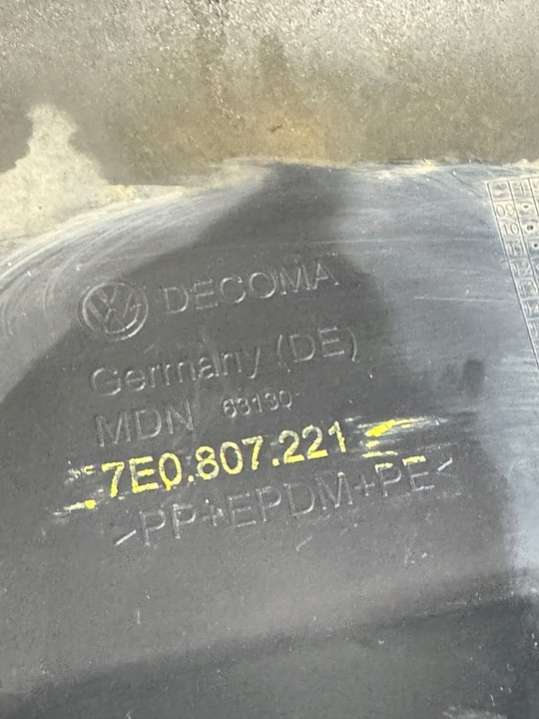 DECOMA
Germany (DE)
MDN 63130
.7E0.807.221
>PP+EPDM+PE<